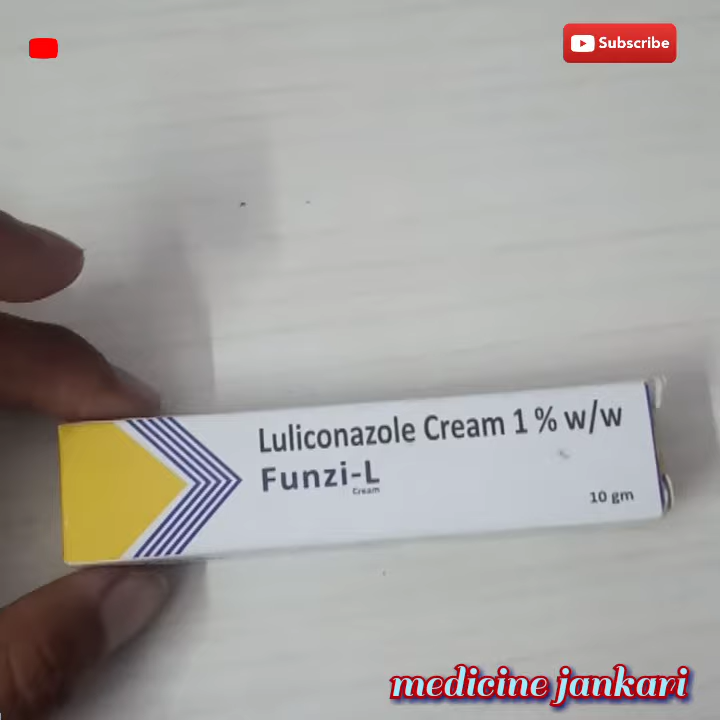 Subscribe
Luliconazole Cream 1 % w/w
Funzi-L
Cream
10 gm
medicine jankari